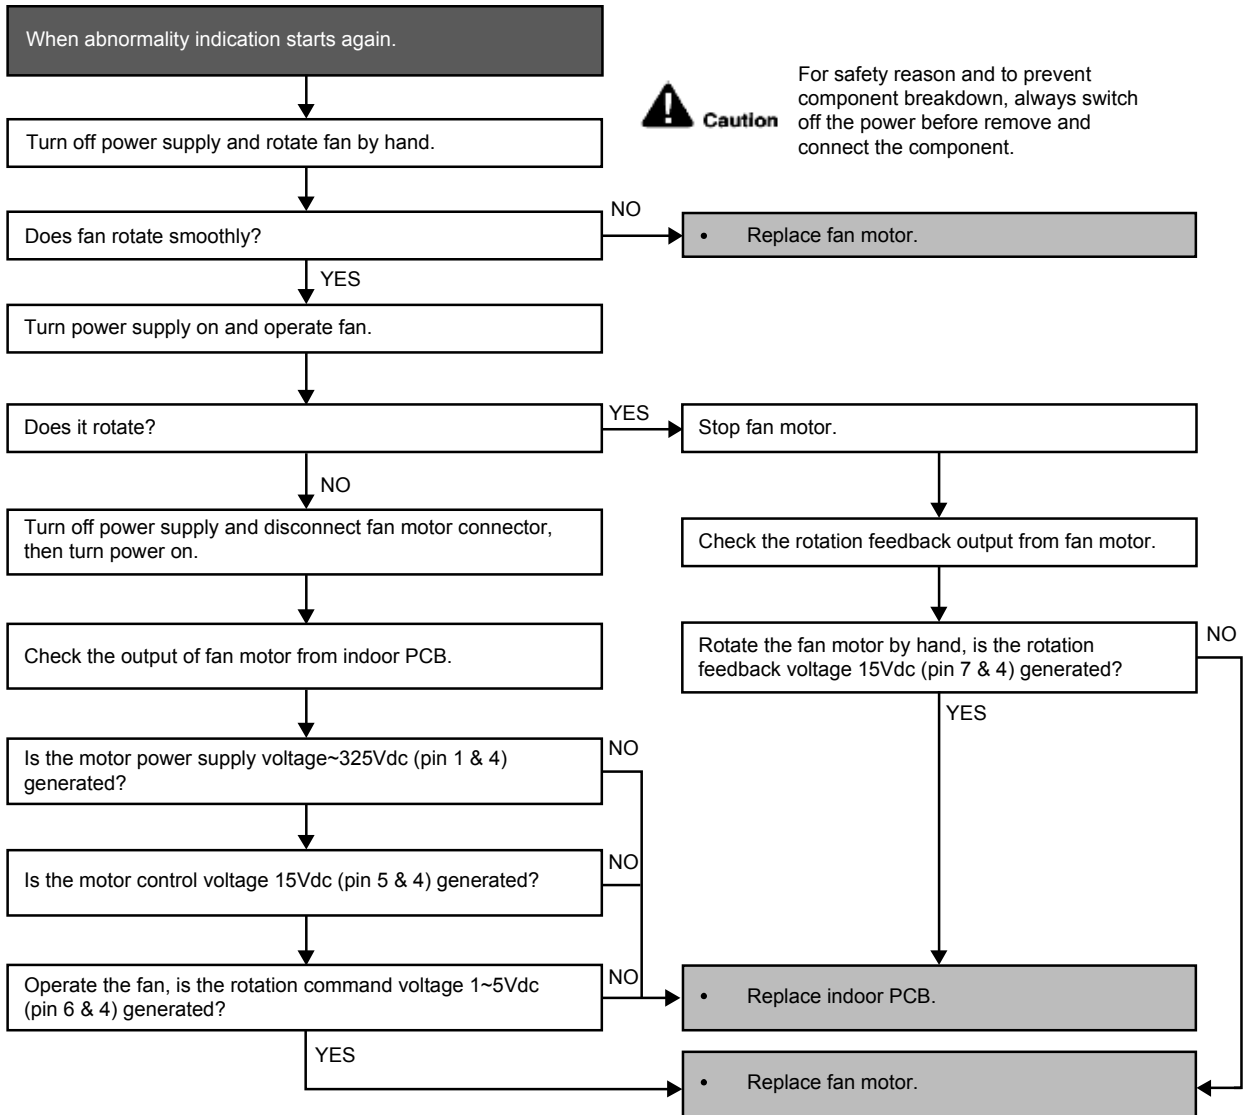 When abnormality indication starts again.
For safety reason and to prevent
component breakdown, always switch
off the power before remove and
connect the component.
Caution
Turn off power supply and rotate fan by hand.
Does fan rotate smoothly?
NO
• Replace fan motor.
YES
Turn power supply on and operate fan.
Does it rotate?
YES
Stop fan motor.
NO
Turn off power supply and disconnect fan motor connector,
then turn power on.
Check the rotation feedback output from fan motor.
Check the output of fan motor from indoor PCB.
Rotate the fan motor by hand, is the rotation
feedback voltage 15Vdc (pin 7 & 4) generated?
NO
YES
Is the motor power supply voltage~325Vdc (pin 1 & 4)
generated?
NO
Is the motor control voltage 15Vdc (pin 5 & 4) generated?
NO
Operate the fan, is the rotation command voltage 1~5Vdc
(pin 6 & 4) generated?
NO
• Replace indoor PCB.
YES
• Replace fan motor.